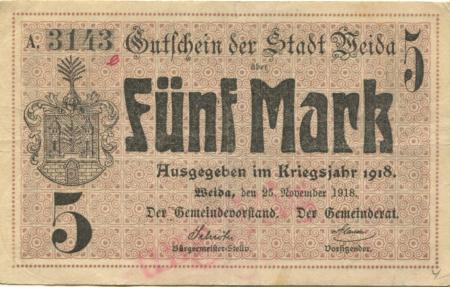 A. 3143 Gutschein der Stadt Weida 5
über
Fünf Mark
Ausgegeben im Kriegsjahr 1918.
Weida, den 25. November 1918.
5 Der Gemeindevorstand. Der Gemeinderat.
Bürgermeister-Stellv. Vorsitzender.